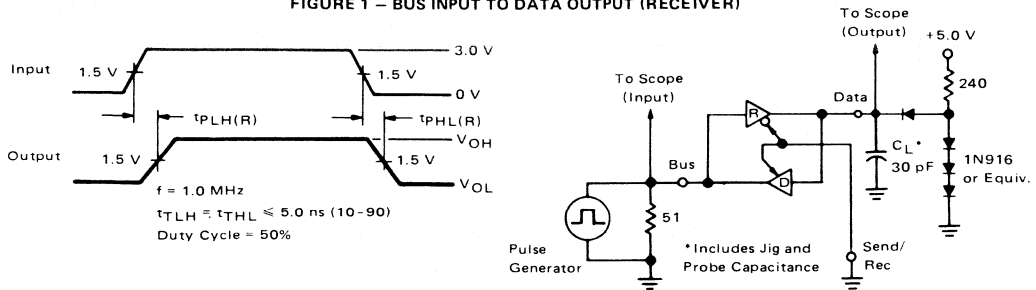 FIGURE 1 — BUS INPUT TO DATA OUTPUT (RECEIVER)
Input
1.5 V
1.5 V
3.0 V
0 V
tPLH(R)
tPHL(R)
Output
1.5 V
1.5 V
VOH
VOL
f = 1.0 MHz
tTLH = tTHL ≤ 5.0 ns (10-90)
Duty Cycle = 50%
To Scope
(Input)
To Scope
(Output)
+5.0 V
240
Data
R
D
Bus
CL*
30 pF
1N916
or Equiv.
51
Pulse
Generator
*Includes Jig and
Probe Capacitance
Send/
Rec